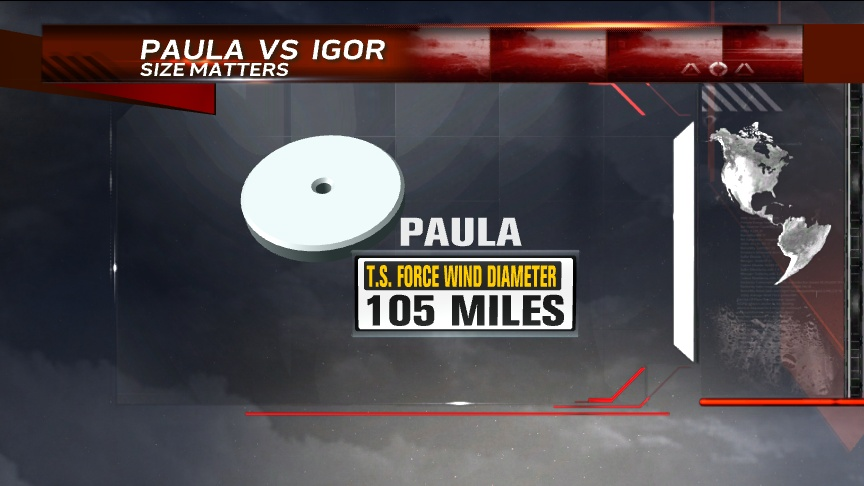 PAULA VS IGOR
SIZE MATTERS
PAULA
T.S. FORCE WIND DIAMETER
105 MILES